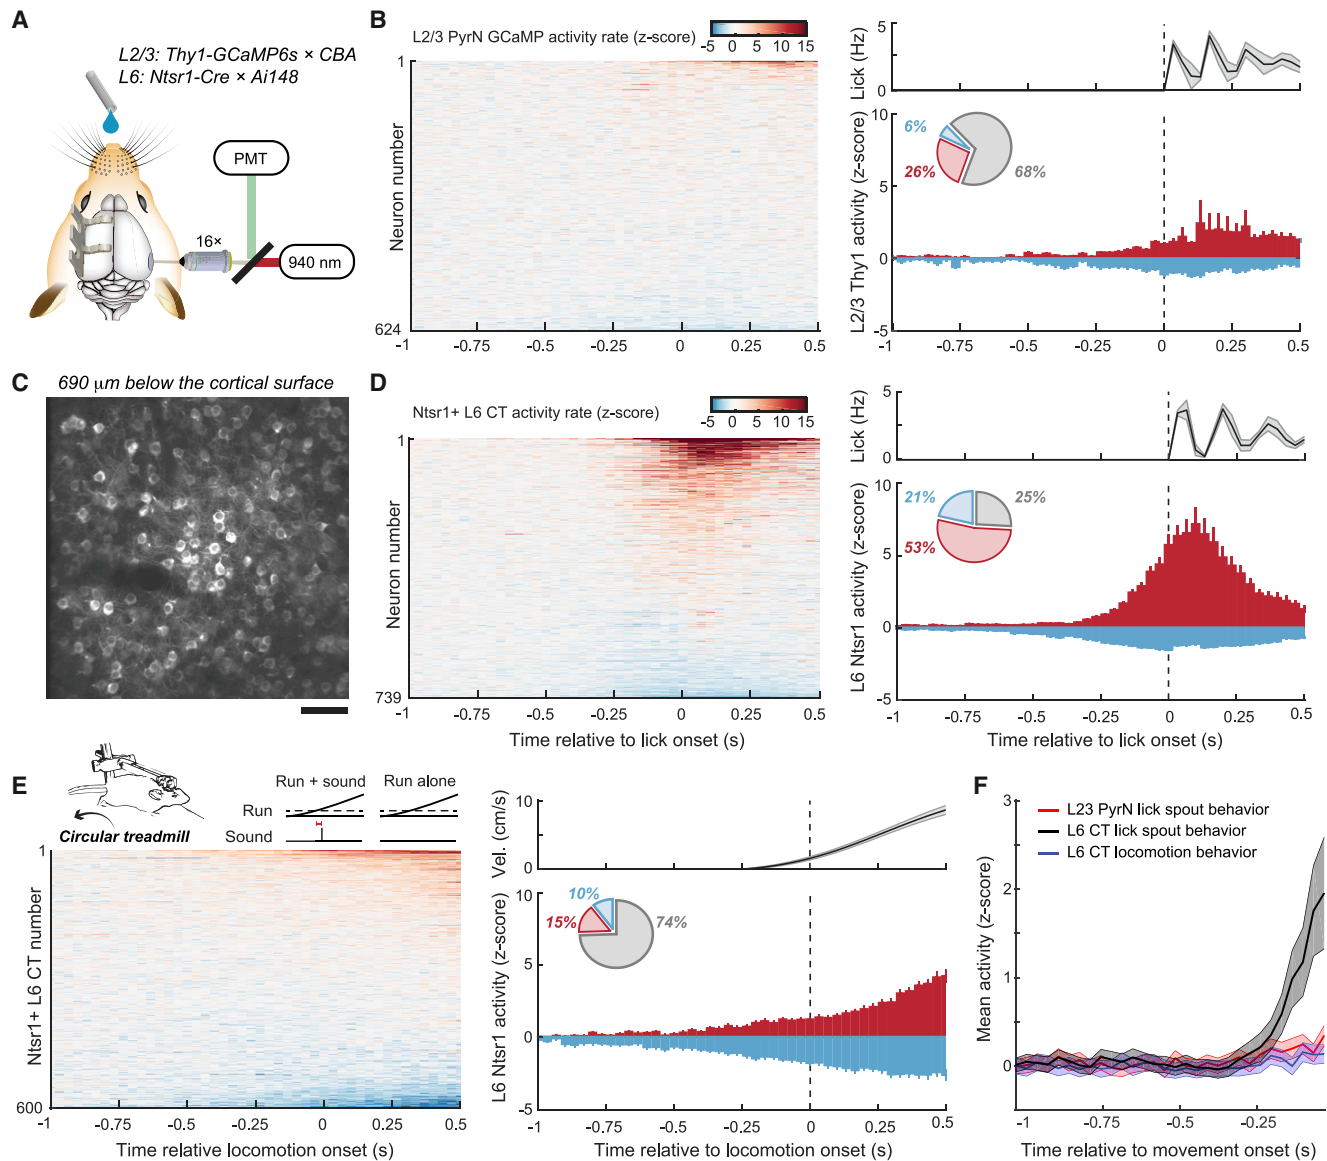 A
L2/3: Thy1-GCaMP6s × CBA
L6: Ntsr1-Cre × Ai148
PMT
16×
940 nm
B
L2/3 PyrN GCaMP activity rate (z-score)
-5 0 5 10 15
1
Neuron number
624
-1 -0.75 -0.5 -0.25 0 0.25 0.5
5
Lick (Hz)
0
10
6%
26%
68%
5
L2/3 Thy1 activity (z-score)
0
-5
-1 -0.75 -0.5 -0.25 0 0.25 0.5
C
690 μm below the cortical surface
D
Ntsr1+ L6 CT activity rate (z-score)
-5 0 5 10 15
1
Neuron number
739
-1 -0.75 -0.5 -0.25 0 0.25 0.5
Time relative to lick onset (s)
5
Lick (Hz)
0
10
21%
25%
53%
5
L6 Ntsr1 activity (z-score)
0
-5
-1 -0.75 -0.5 -0.25 0 0.25 0.5
Time relative to lick onset (s)
E
Circular treadmill
Run + sound
Run alone
Run
Sound
1
Ntsr1+ L6 CT number
600
-1 -0.75 -0.5 -0.25 0 0.25 0.5
Time relative locomotion onset (s)
10
Vel. (cm/s)
0
10
10%
15%
74%
5
L6 Ntsr1 activity (z-score)
0
-5
-1 -0.75 -0.5 -0.25 0 0.25 0.5
Time relative to locomotion onset (s)
F
3
L23 PyrN lick spout behavior
L6 CT lick spout behavior
L6 CT locomotion behavior
2
Mean activity (z-score)
1
0
-1 -0.75 -0.5 -0.25
Time relative to movement onset (s)